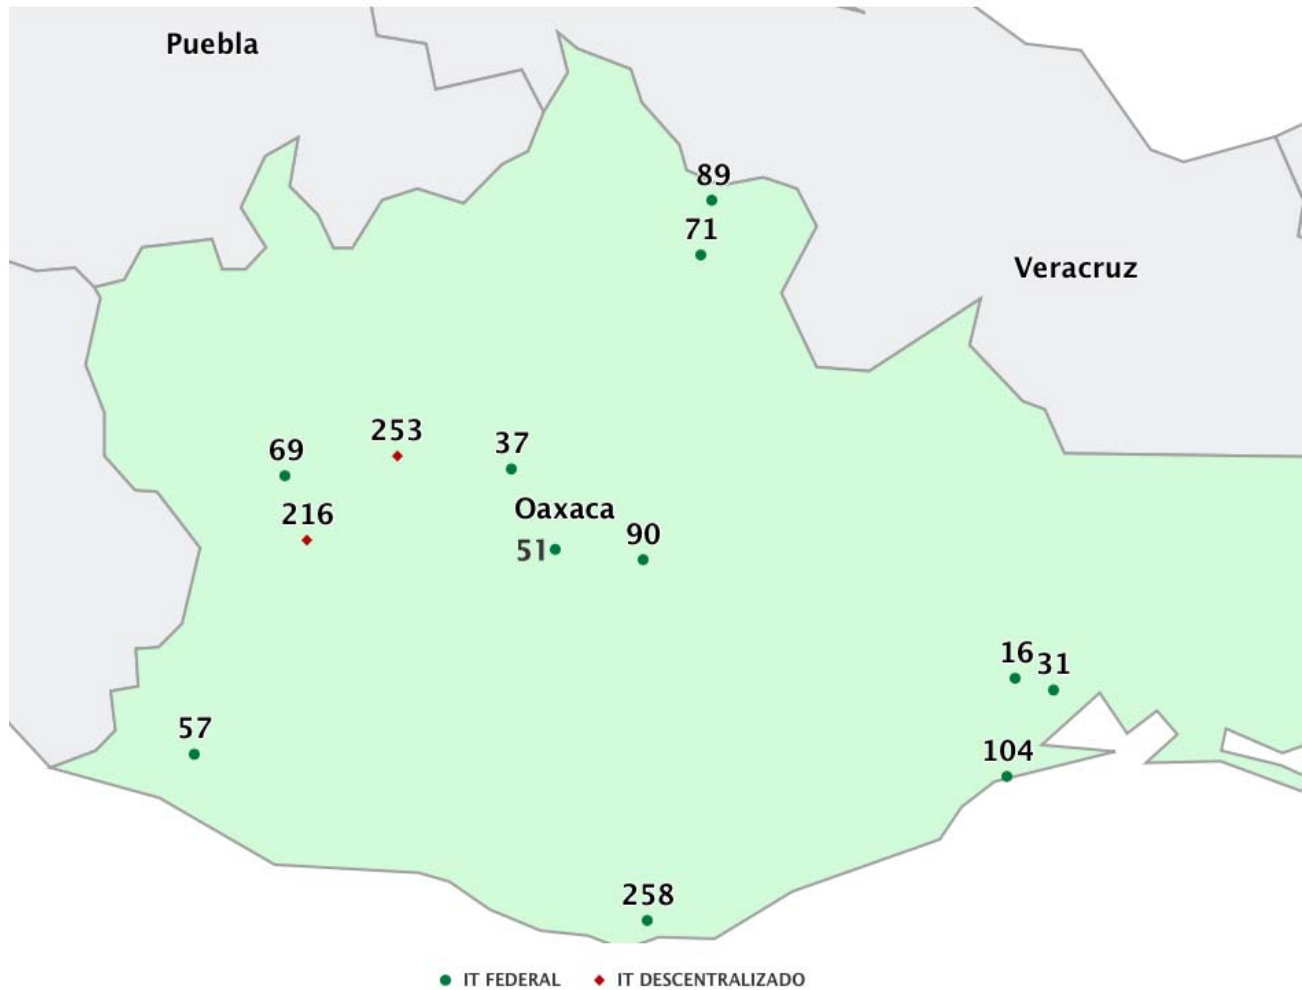 Puebla
89
71
Veracruz
253
69
37
216
Oaxaca
51
90
16
31
57
104
258
IT FEDERAL
IT DESCENTRALIZADO